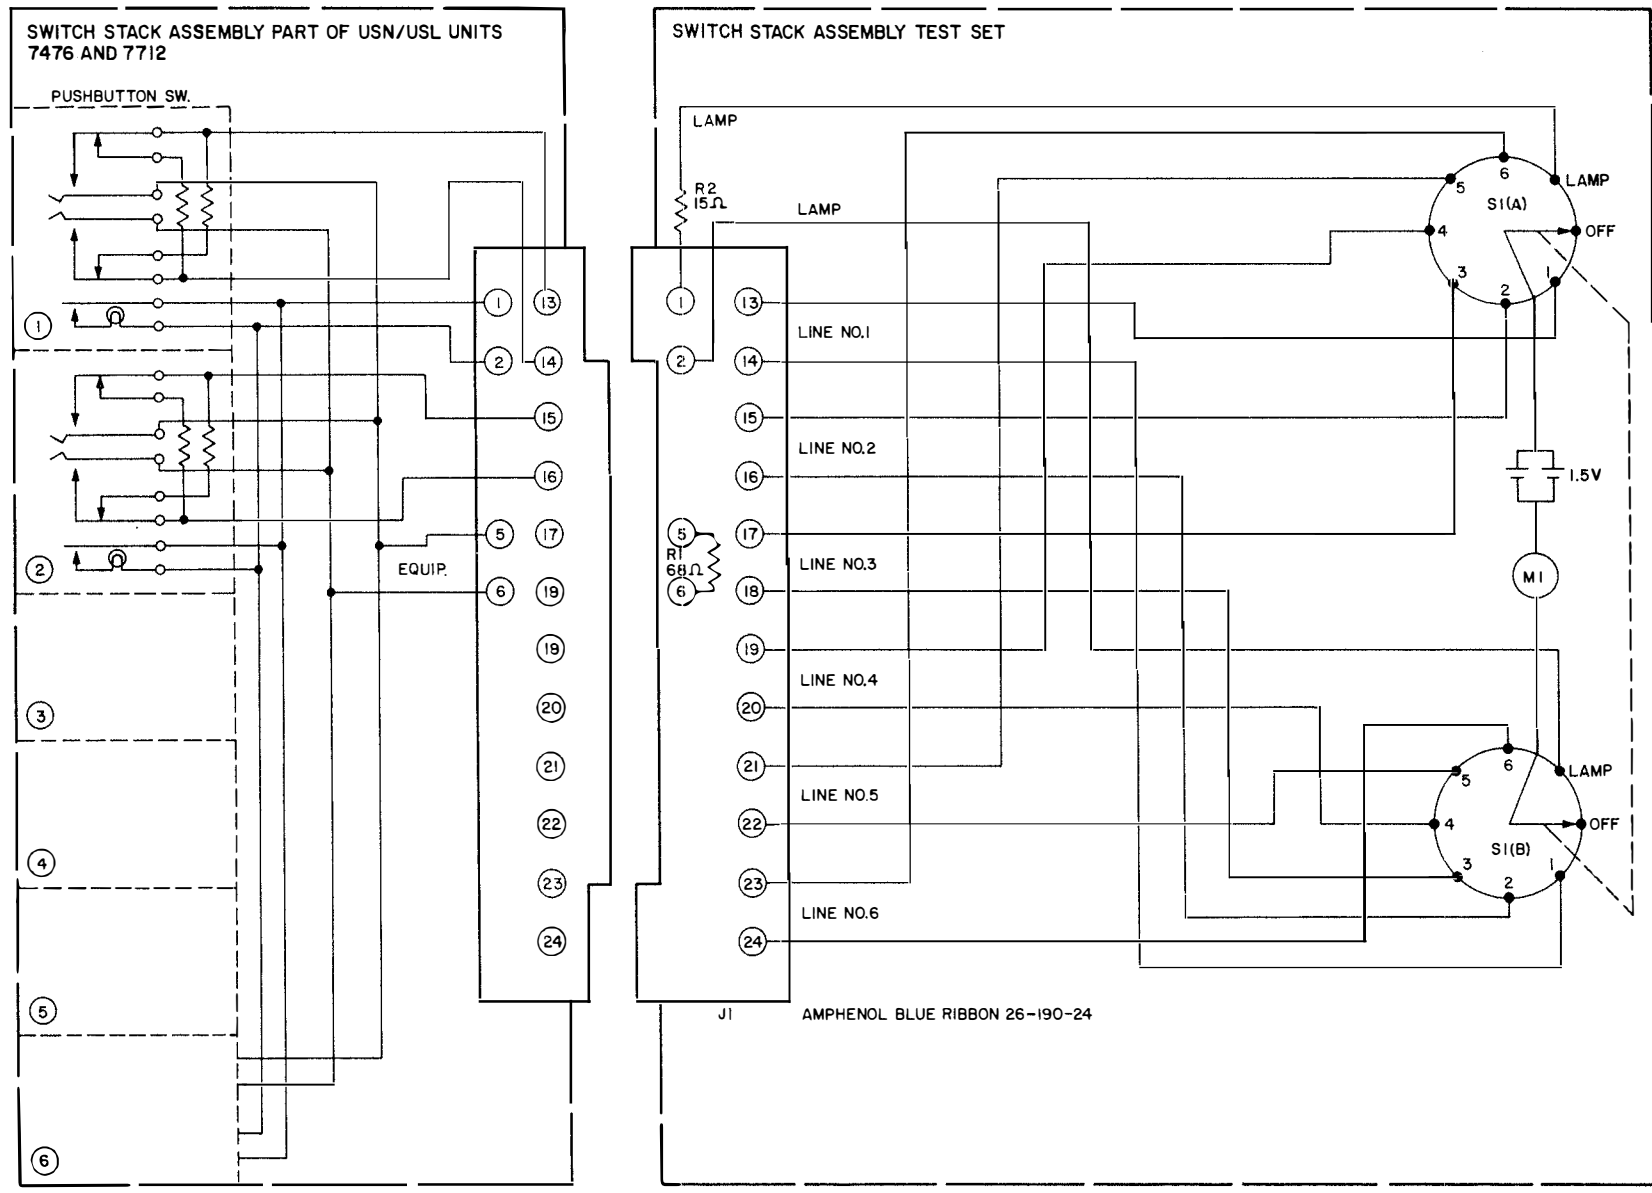 SWITCH STACK ASSEMBLY PART OF USN/USL UNITS
7476 AND 7712
PUSHBUTTON SW.
1
2
3
4
5
6
EQUIP.
1
13
2
14
15
16
5
17
6
19
19
20
21
22
23
24
SWITCH STACK ASSEMBLY TEST SET
LAMP
R2
15Ω
LAMP
1
13
LINE NO.1
2
14
15
LINE NO.2
16
5
17
R1
68Ω
LINE NO.3
6
18
19
LINE NO.4
20
21
LINE NO.5
22
23
LINE NO.6
24
J1
AMPHENOL BLUE RIBBON 26-190-24
6
5
LAMP
S1(A)
4
OFF
3
2
1
1.5V
M1
6
5
LAMP
4
OFF
S1(B)
3
2
1